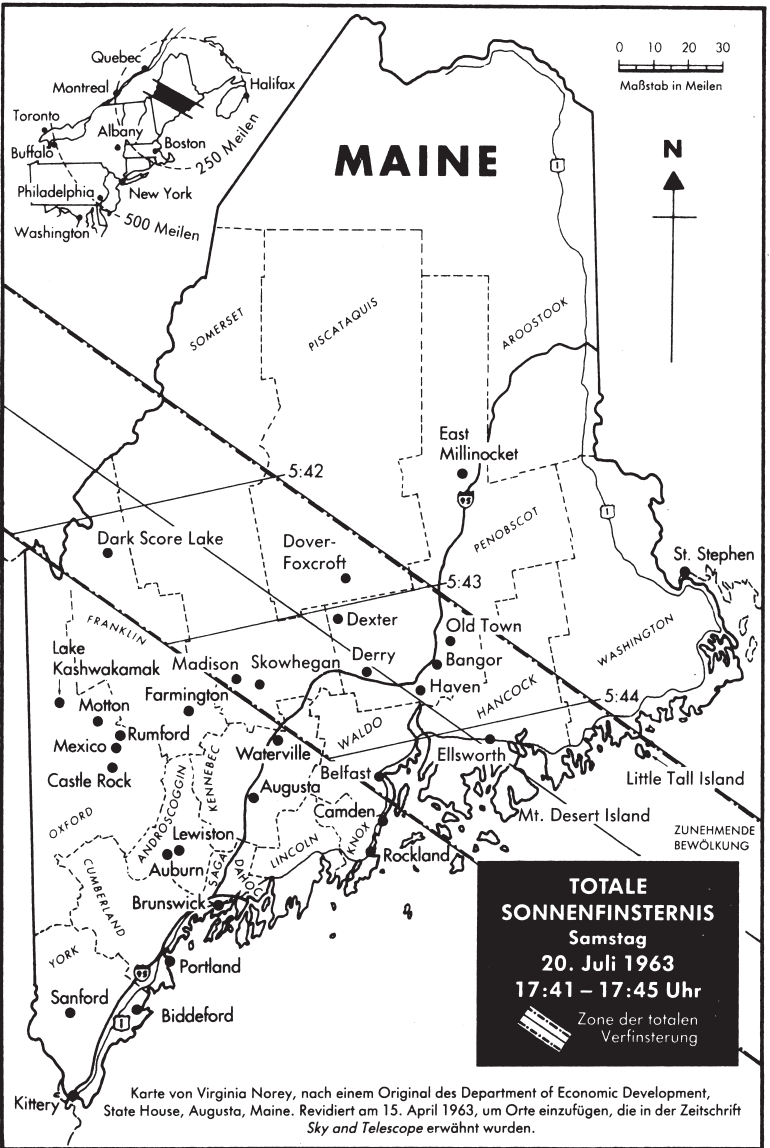 Quebec
Montreal
Halifax
Toronto
Albany
Boston
Buffalo
250 Meilen
Philadelphia
New York
500 Meilen
Washington
0 10 20 30
Maßstab in Meilen
MAINE
N
1
SOMERSET
PISCATAQUIS
AROOSTOOK
East
Millinocket
5:42
95
1
PENOBSCOT
Dark Score Lake
Dover-
Foxcroft
St. Stephen
5:43
FRANKLIN
Dexter
Old Town
WASHINGTON
Lake
Kashwakamak
Madison
Skowhegan
Derry
Bangor
Haven
HANCOCK
5:44
Motton
Farmington
Rumford
Mexico
WALDO
Waterville
Ellsworth
KENNEBEC
Castle Rock
Belfast
Little Tall Island
Augusta
ANDROSCOGGIN
Camden
Mt. Desert Island
OXFORD
KNOX
LINCOLN
ZUNEHMENDE
BEWÖLKUNG
Lewiston
Auburn
SAGA
DAHOC
Rockland
CUMBERLAND
Brunswick
YORK
95
Portland
Sanford
1
Biddeford
Kittery
TOTALE
SONNENFINSTERNIS
Samstag
20. Juli 1963
17:41 – 17:45 Uhr
Zone der totalen
Verfinsterung
Karte von Virginia Norey, nach einem Original des Department of Economic Development,
State House, Augusta, Maine. Revidiert am 15. April 1963, um Orte einzufügen, die in der Zeitschrift
Sky and Telescope erwähnt wurden.